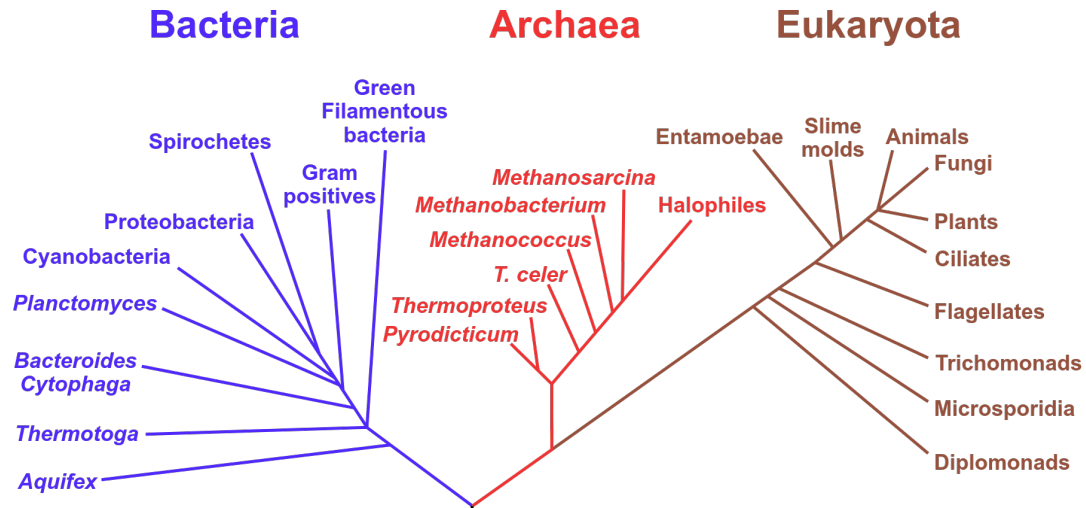 Bacteria
Archaea
Eukaryota
Green
Filamentous
bacteria
Spirochetes
Gram
positives
Proteobacteria
Cyanobacteria
Planctomyces
Bacteroides
Cytophaga
Thermotoga
Aquifex
Methanosarcina
Methanobacterium
Halophiles
Methanococcus
T. celer
Thermoproteus
Pyrodicticum
Entamoebae
Slime
molds
Animals
Fungi
Plants
Ciliates
Flagellates
Trichomonads
Microsporidia
Diplomonads